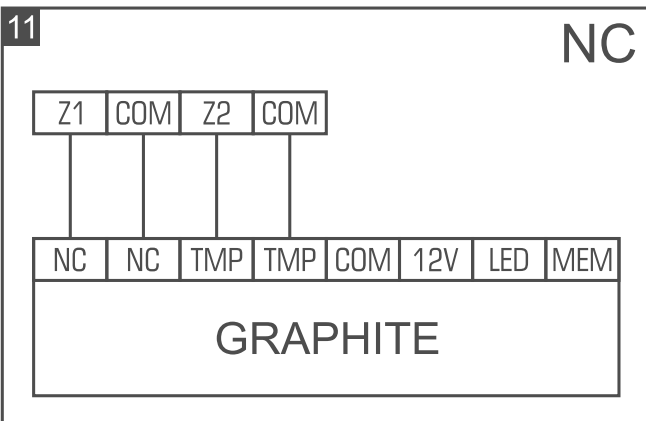 11
NC
Z1 COM Z2 COM
NC NC TMP TMP COM 12V LED MEM
GRAPHITE